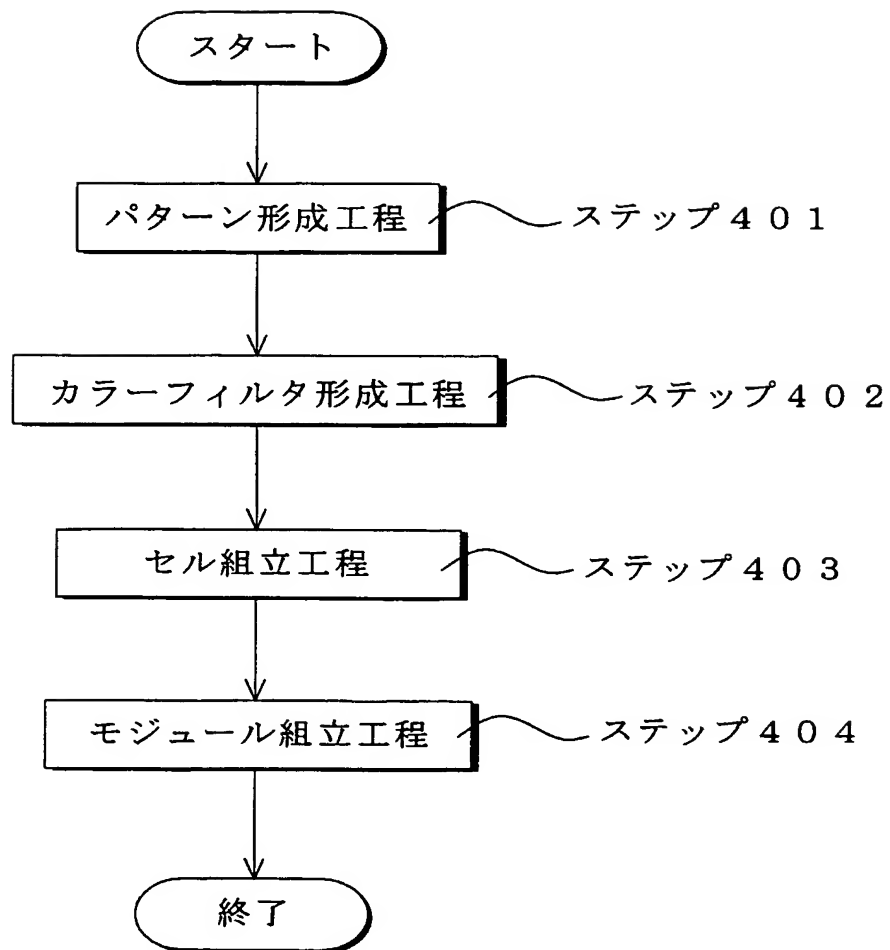 スタート
パターン形成工程
ステップ401
カラーフィルタ形成工程
ステップ402
セル組立工程
ステップ403
モジュール組立工程
ステップ404
終了